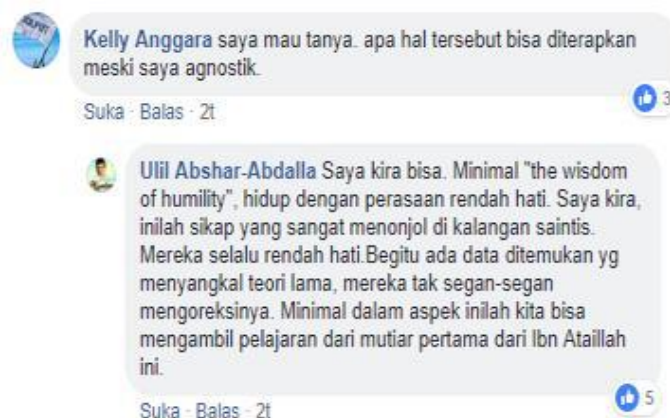 Kelly Anggara saya mau tanya. apa hal tersebut bisa diterapkan
meski saya agnostik.
3
Suka · Balas · 2t
Ulil Abshar-Abdalla Saya kira bisa. Minimal "the wisdom
of humility", hidup dengan perasaan rendah hati. Saya kira,
inilah sikap yang sangat menonjol di kalangan saintis.
Mereka selalu rendah hati.Begitu ada data ditemukan yg
menyangkal teori lama, mereka tak segan-segan
mengoreksinya. Minimal dalam aspek inilah kita bisa
mengambil pelajaran dari mutiar pertama dari Ibn Ataillah
ini.
5
Suka · Balas · 2t